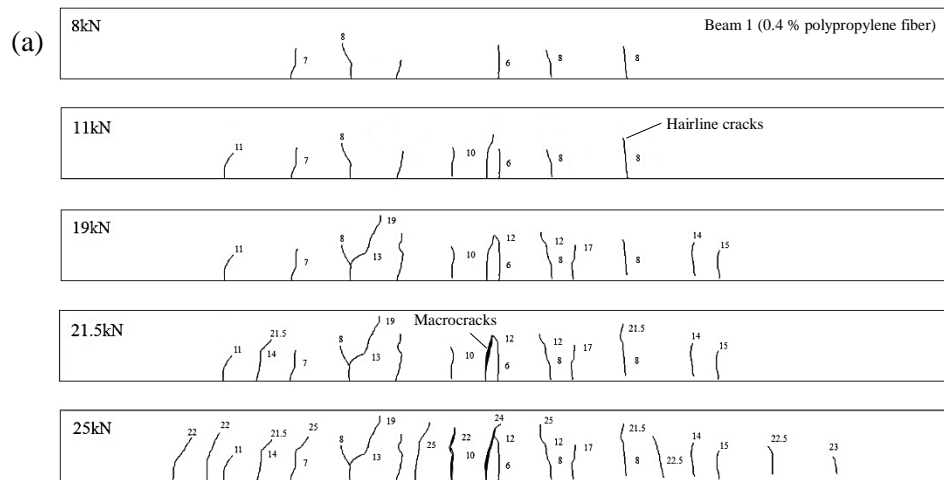 (a)
8kN
Beam 1 (0.4 % polypropylene fiber)
7 8 6 8 8
11kN
Hairline cracks
11 7 8 10 6 8 8
19kN
11 7 8 19 13 10 12 6 12 8 17 8 14 15
21.5kN
Macrocracks
11 21.5 14 7 8 19 13 10 12 6 12 8 17 21.5 8 14 15
25kN
22 22 11 21.5 14 25 7 8 19 13 25 22 10 24 12 6 25 12 8 17 21.5 8 22.5 14 15 22.5 23